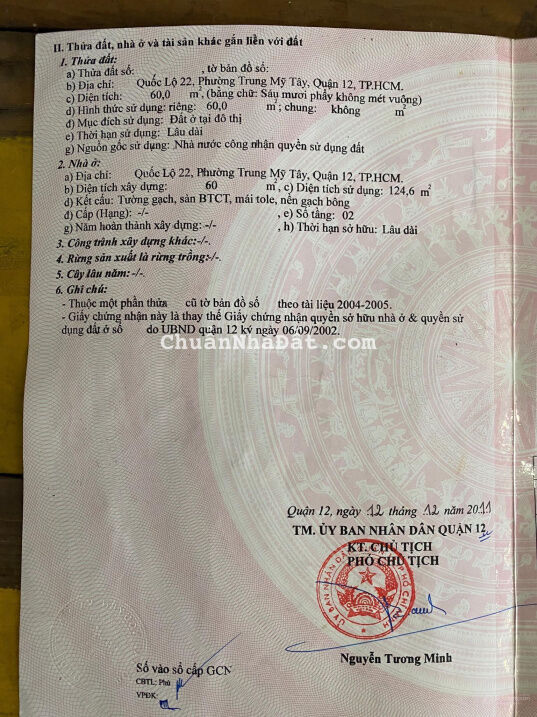 II. Thửa đất, nhà ở và tài sản khác gắn liền với đất
1. Thửa đất:
a) Thửa đất số: , tờ bản đồ số:
b) Địa chỉ: Quốc Lộ 22, Phường Trung Mỹ Tây, Quận 12, TP.HCM.
c) Diện tích: 60,0 m², (bằng chữ: Sáu mươi phẩy không mét vuông)
d) Hình thức sử dụng: riêng: 60,0 m²; chung: không m²
đ) Mục đích sử dụng: Đất ở tại đô thị
e) Thời hạn sử dụng: Lâu dài
g) Nguồn gốc sử dụng: Nhà nước công nhận quyền sử dụng đất
2. Nhà ở:
a) Địa chỉ: Quốc Lộ 22, Phường Trung Mỹ Tây, Quận 12, TP.HCM.
b) Diện tích xây dựng: 60 m², c) Diện tích sử dụng: 124,6 m²
d) Kết cấu: Tường gạch, sàn BTCT, mái tole, nền gạch bông
đ) Cấp (Hạng): -/- , e) Số tầng: 02
g) Năm hoàn thành xây dựng: -/- , h) Thời hạn sở hữu: Lâu dài
3. Công trình xây dựng khác:-/-.
4. Rừng sản xuất là rừng trồng:-/-.
5. Cây lâu năm: -/-.
6. Ghi chú:
- Thuộc một phần thửa cũ tờ bản đồ số theo tài liệu 2004-2005.
- Giấy chứng nhận này là thay thế Giấy chứng nhận quyền sở hữu nhà ở & quyền sử
dụng đất ở số do UBND quận 12 ký ngày 06/09/2002.
ChuẩnNhàĐất.com
Quận 12, ngày 12 tháng 12 năm 2011
TM. ỦY BAN NHÂN DÂN QUẬN 12
KT. CHỦ TỊCH
PHÓ CHỦ TỊCH
Nguyễn Tương Minh
Số vào sổ cấp GCN
CBTL: Phú
VPĐK: